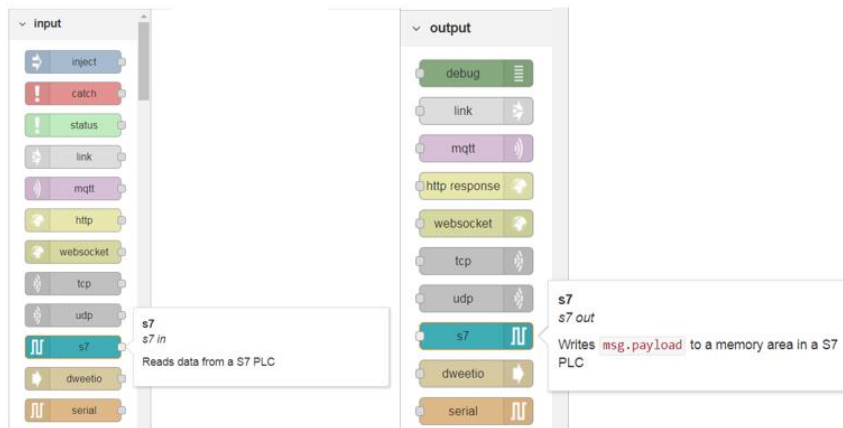 input
inject
catch
status
link
mqtt
http
websocket
tcp
udp
s7
dweetio
serial
s7
s7 in
Reads data from a S7 PLC
output
debug
link
mqtt
http response
websocket
tcp
udp
s7
dweetio
serial
s7
s7 out
Writes msg.payload to a memory area in a S7
PLC